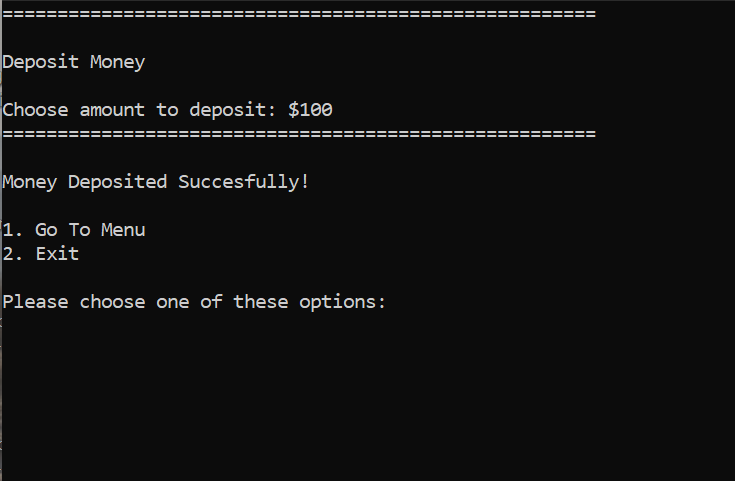 ======================================================
Deposit Money
Choose amount to deposit: $100
======================================================
Money Deposited Succesfully!
1. Go To Menu
2. Exit
Please choose one of these options: